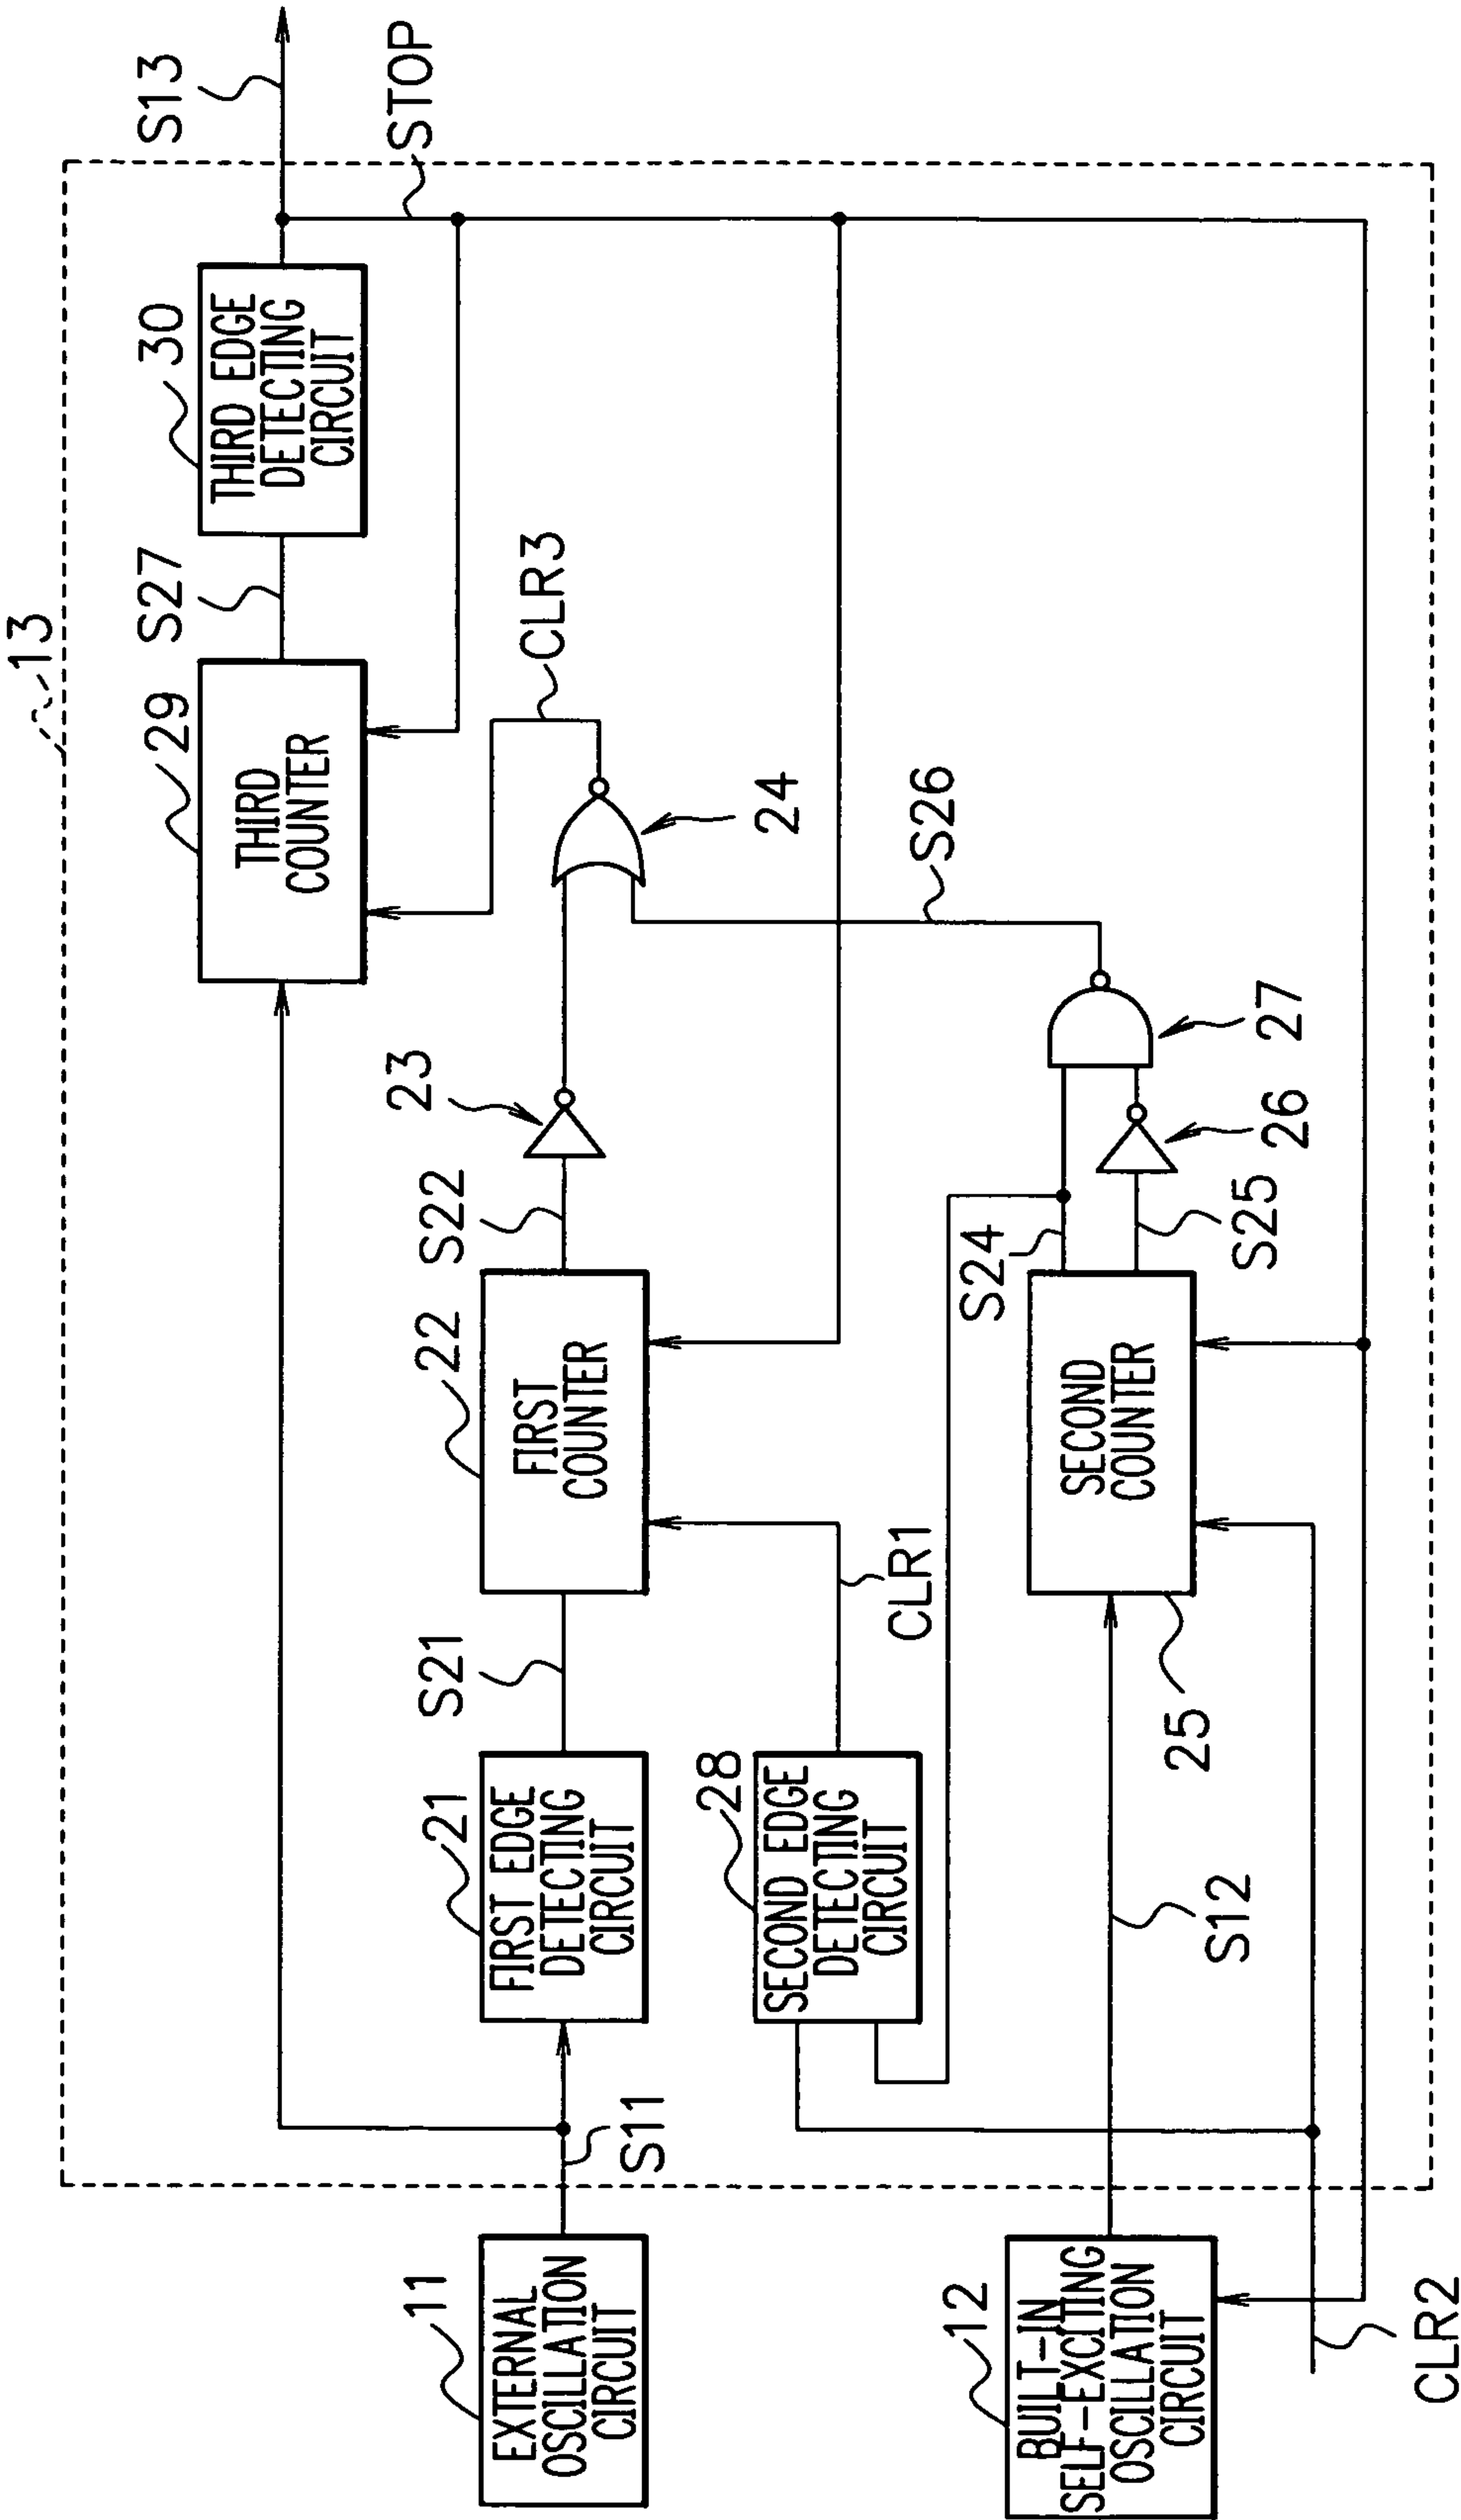 13
EXTERNAL
OSCILLATION
CIRCUIT
11
S11
FIRST EDGE
DETECTING
CIRCUIT
21
S21
FIRST
COUNTER
22
S22
23
24
CLR3
THIRD
COUNTER
29
S27
THIRD EDGE
DETECTING
CIRCUIT
30
S13
STOP
SECOND EDGE
DETECTING
CIRCUIT
28
CLR1
BUILT-IN
SELF-EXCITING
OSCILLATION
CIRCUIT
12
S12
SECOND
COUNTER
25
S24
S25
26
27
S26
CLR2